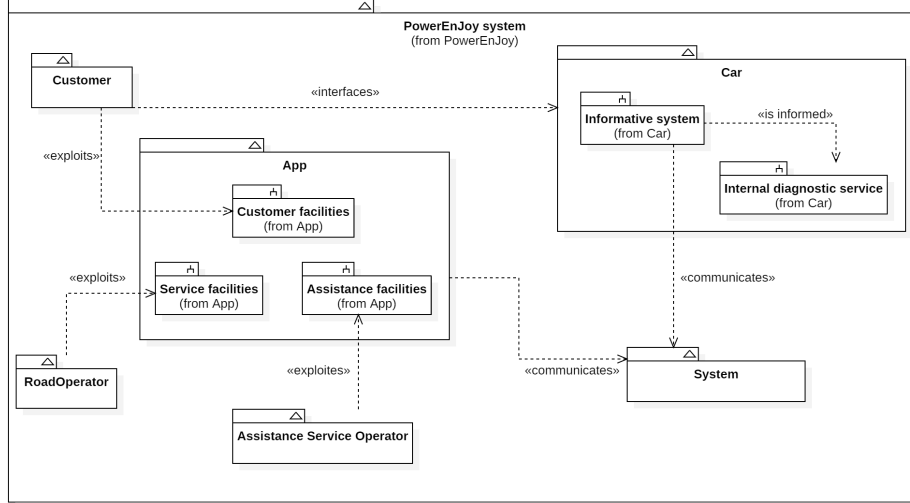 PowerEnJoy system
(from PowerEnJoy)
Customer
«interfaces»
Car
Informative system
(from Car)
«is informed»
Internal diagnostic service
(from Car)
«exploits»
App
Customer facilities
(from App)
«exploits»
Service facilities
(from App)
Assistance facilities
(from App)
«communicates»
«exploites»
«communicates»
System
RoadOperator
Assistance Service Operator